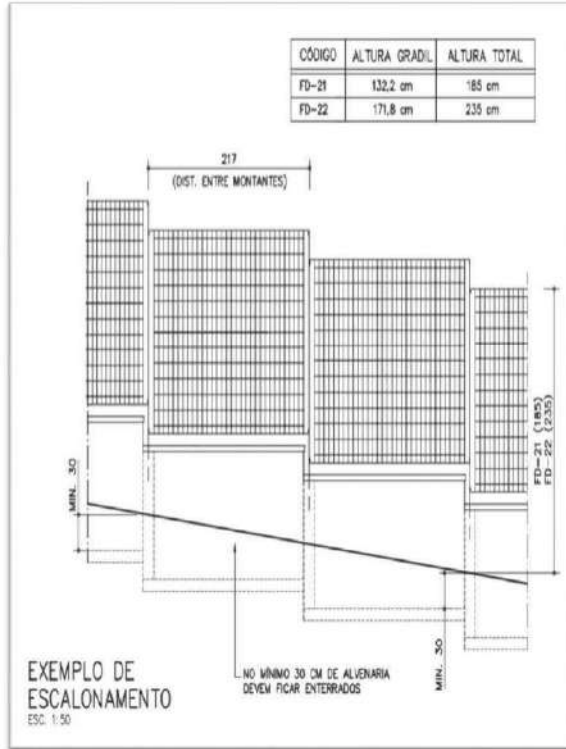 CÓDIGO ALTURA GRADIL ALTURA TOTAL
FD-21 132,2 cm 185 cm
FD-22 171,8 cm 235 cm
217
(DIST. ENTRE MONTANTES)
FD-21 (185)
FD-22 (235)
MIN. 30
MIN. 30
NO MÍNIMO 30 CM DE ALVENARIA
DEVEM FICAR ENTERRADOS
EXEMPLO DE
ESCALONAMENTO
ESC. 1:50